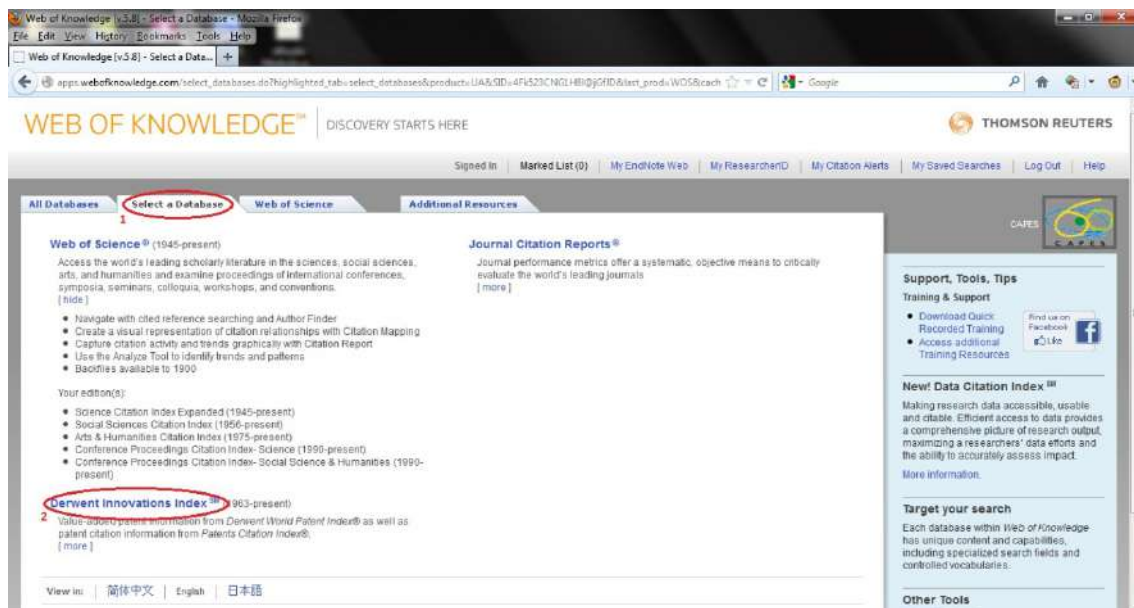 Web of Knowledge [v.5.8] - Select a Database - Mozilla Firefox
File Edit View History Bookmarks Tools Help
Web of Knowledge [v.5.8] - Select a Data...
apps.webofknowledge.com/select_databases.do?highlighted_tab=select_databases&product=UA& Google
WEB OF KNOWLEDGE℠ DISCOVERY STARTS HERE
THOMSON REUTERS
Signed In Marked List (0) My EndNote Web My ResearcherID My Citation Alerts My Saved Searches Log Out Help
All Databases Select a Database Web of Science Additional Resources
1
CAPES
CAPES
Web of Science® (1945-present)
Access the world's leading scholarly literature in the sciences, social sciences,
arts, and humanities and examine proceedings of international conferences,
symposia, seminars, colloquia, workshops, and conventions.
[ hide ]
• Navigate with cited reference searching and Author Finder
• Create a visual representation of citation relationships with Citation Mapping
• Capture citation activity and trends graphically with Citation Report
• Use the Analyze Tool to identify trends and patterns
• Backfiles available to 1900
Your edition(s):
• Science Citation Index Expanded (1945-present)
• Social Sciences Citation Index (1956-present)
• Arts & Humanities Citation Index (1975-present)
• Conference Proceedings Citation Index- Science (1990-present)
• Conference Proceedings Citation Index- Social Science & Humanities (1990-
present)
Derwent Innovations Index℠ (1963-present)
2
Value-added patent information from Derwent World Patent Index® as well as
patent citation information from Patents Citation Index®.
[ more ]
View in: 简体中文 English 日本語
Journal Citation Reports®
Journal performance metrics offer a systematic, objective means to critically
evaluate the world's leading journals
[ more ]
Support, Tools, Tips
Training & Support
• Download Quick
Recorded Training
• Access additional
Training Resources
Find us on
Facebook
Like
New! Data Citation Index℠
Making research data accessible, usable
and citable. Efficient access to data provides
a comprehensive picture of research output,
maximizing a researchers' data efforts and
the ability to accurately assess impact.
More information.
Target your search
Each database within Web of Knowledge
has unique content and capabilities,
including specialized search fields and
controlled vocabularies.
Other Tools